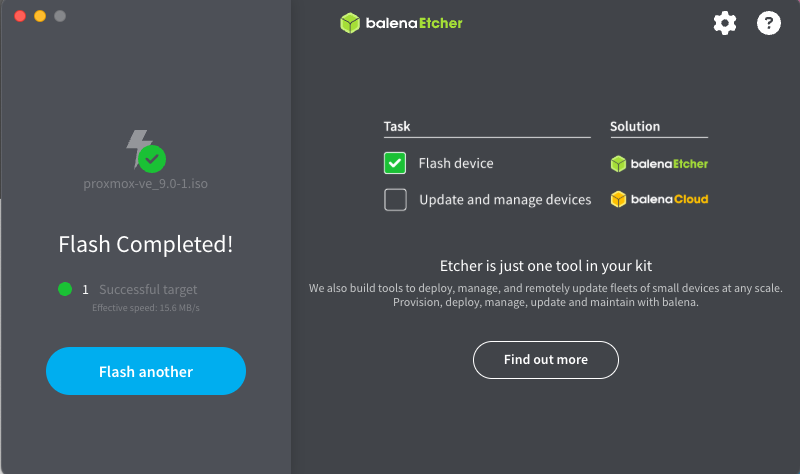 balenaEtcher
?
proxmox-ve_9.0-1.iso
Flash Completed!
1 Successful target
Effective speed: 15.6 MB/s
Flash another
Task Solution
Flash device balenaEtcher
Update and manage devices balenaCloud
Etcher is just one tool in your kit
We also build tools to deploy, manage, and remotely update fleets of small devices at any scale.
Provision, deploy, manage, update and maintain with balena.
Find out more